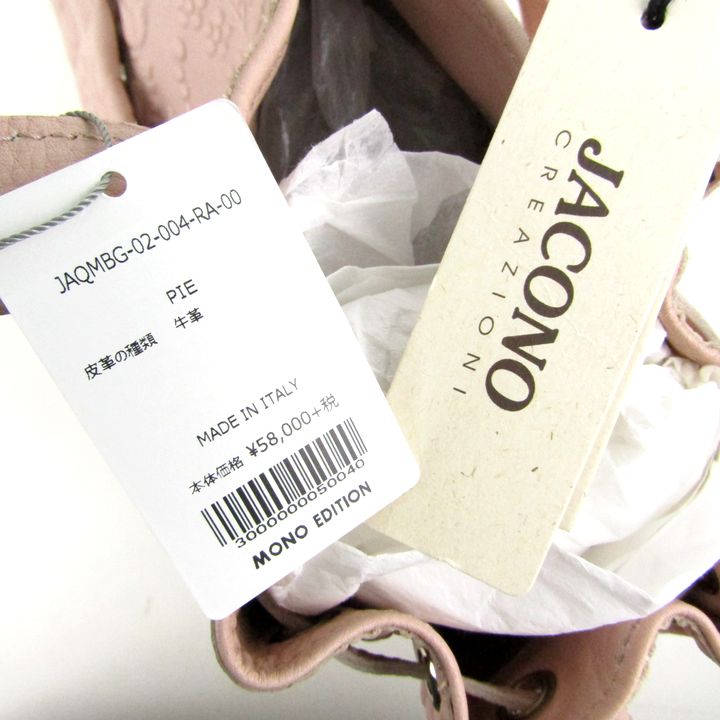 JAQMBG-02-004-RA-00
PIE
皮革の種類 牛革
MADE IN ITALY
本体価格 ¥58,000+税
3000000050040
MONO EDITION
JACONO
CREAZIONI